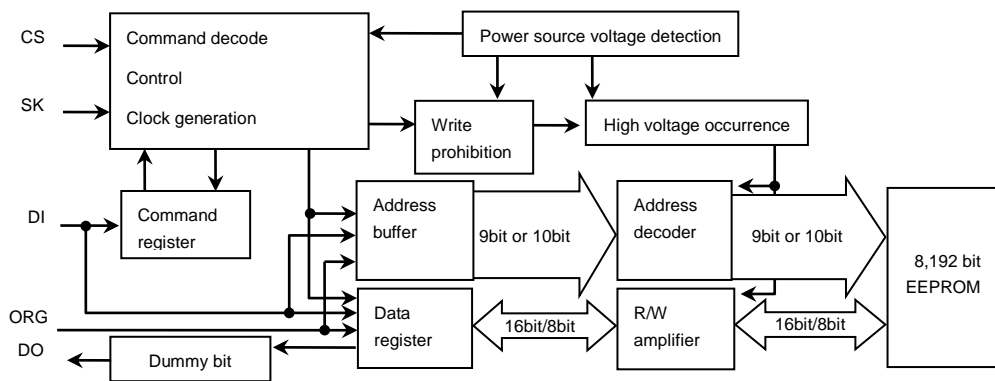 CS
Command decode
Control
Clock generation
Power source voltage detection
SK
Write
prohibition
High voltage occurrence
DI
Command
register
Address
buffer
9bit or 10bit
Address
decoder
9bit or 10bit
8,192 bit
EEPROM
ORG
Data
register
16bit/8bit
R/W
amplifier
16bit/8bit
DO
Dummy bit